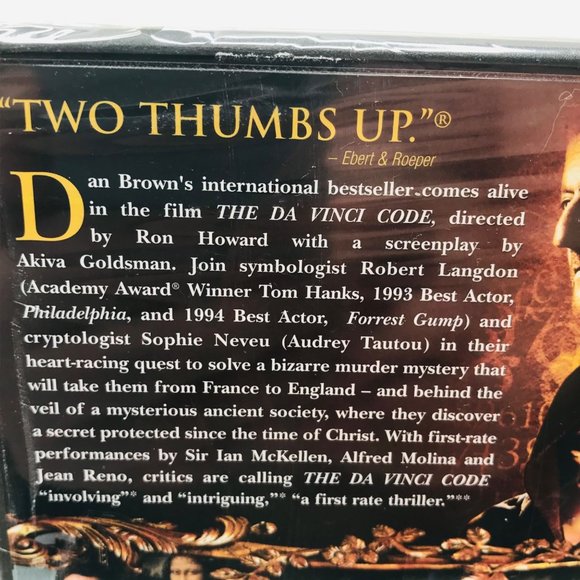 "TWO THUMBS UP."®
– Ebert & Roeper
Dan Brown's international bestseller comes alive
in the film THE DA VINCI CODE, directed
by Ron Howard with a screenplay by
Akiva Goldsman. Join symbologist Robert Langdon
(Academy Award® Winner Tom Hanks, 1993 Best Actor,
Philadelphia, and 1994 Best Actor, Forrest Gump) and
cryptologist Sophie Neveu (Audrey Tautou) in their
heart-racing quest to solve a bizarre murder mystery that
will take them from France to England – and behind the
veil of a mysterious ancient society, where they discover
a secret protected since the time of Christ. With first-rate
performances by Sir Ian McKellen, Alfred Molina and
Jean Reno, critics are calling THE DA VINCI CODE
"involving"* and "intriguing,"* "a first rate thriller."**